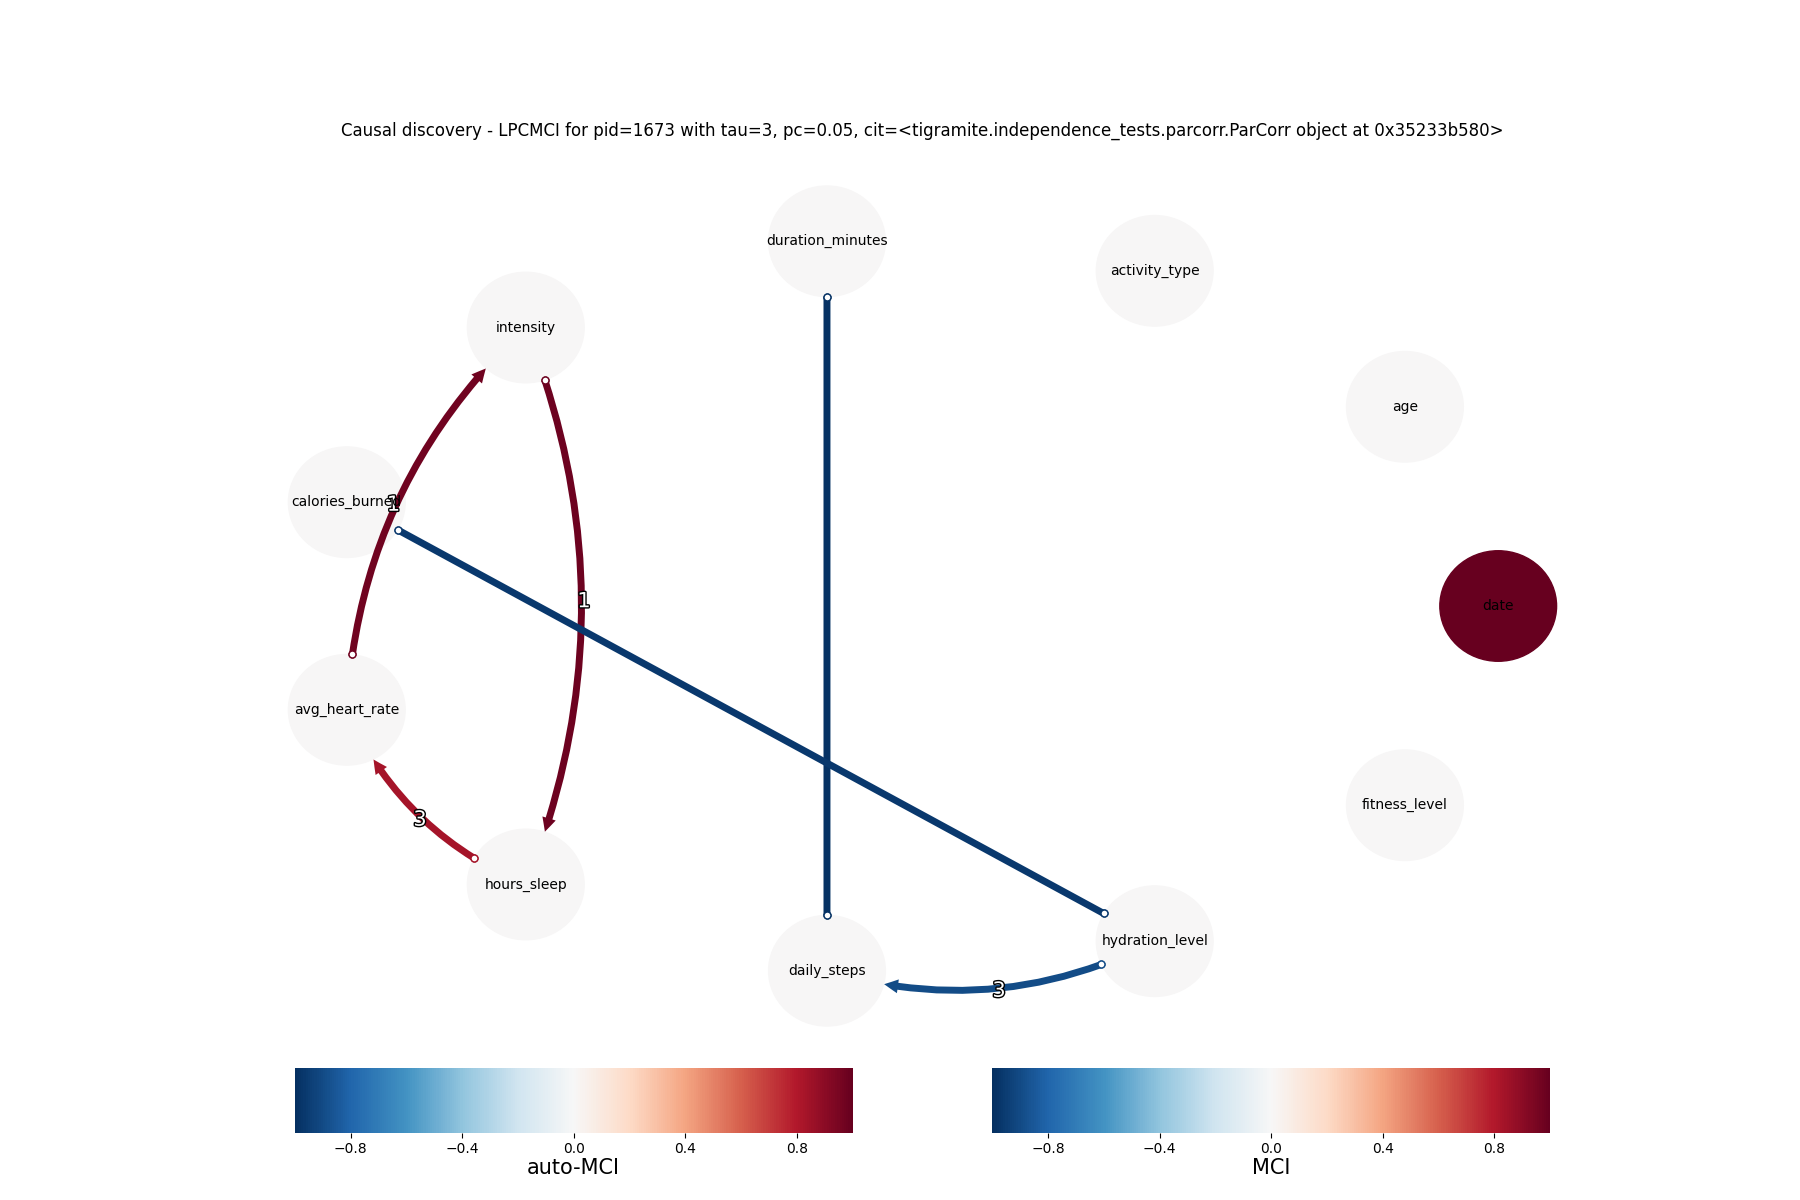 Causal discovery - LPCMCI for pid=1673 with tau=3, pc=0.05, cit=<tigramite.independence_tests.parcorr.ParCorr object at 0x35233b580>
duration_minutes
activity_type
intensity
age
calories_burned
1
1
date
avg_heart_rate
fitness_level
3
hours_sleep
hydration_level
daily_steps
3
−0.8 −0.4 0.0 0.4 0.8
auto-MCI
−0.8 −0.4 0.0 0.4 0.8
MCI